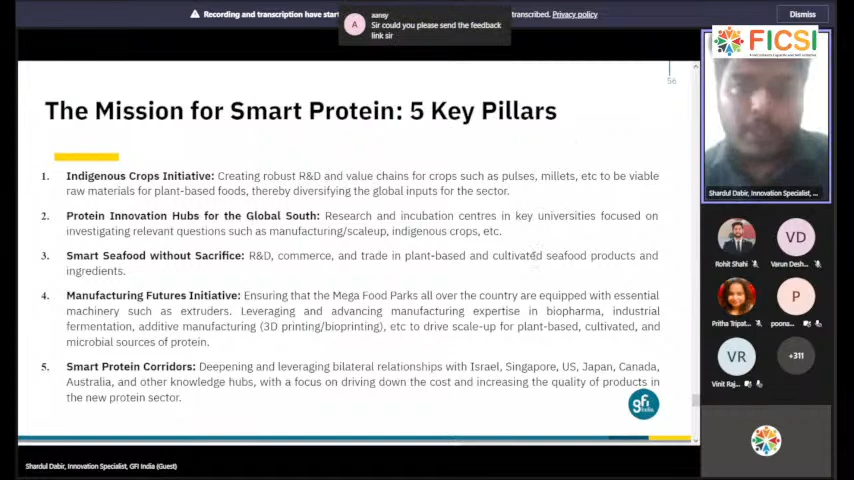 Recording and transcription have star
transcribed. Privacy policy
Dismiss
A
aansy
Sir could you please send the feedback
link sir
FICSI
56
The Mission for Smart Protein: 5 Key Pillars
1. Indigenous Crops Initiative: Creating robust R&D and value chains for crops such as pulses, millets, etc to be viable
raw materials for plant-based foods, thereby diversifying the global inputs for the sector.
2. Protein Innovation Hubs for the Global South: Research and incubation centres in key universities focused on
investigating relevant questions such as manufacturing/scaleup, indigenous crops, etc.
3. Smart Seafood without Sacrifice: R&D, commerce, and trade in plant-based and cultivated seafood products and
ingredients.
4. Manufacturing Futures Initiative: Ensuring that the Mega Food Parks all over the country are equipped with essential
machinery such as extruders. Leveraging and advancing manufacturing expertise in biopharma, industrial
fermentation, additive manufacturing (3D printing/bioprinting), etc to drive scale-up for plant-based, cultivated, and
microbial sources of protein.
5. Smart Protein Corridors: Deepening and leveraging bilateral relationships with Israel, Singapore, US, Japan, Canada,
Australia, and other knowledge hubs, with a focus on driving down the cost and increasing the quality of products in
the new protein sector.
gfi
India
Shardul Dabir, Innovation Specialist, ...
VD
Rohit Shahi
Varun Desh...
P
Pritha Tripat...
poona...
VR
+311
Vinit Raj...
Shardul Dabir, Innovation Specialist, GFI India (Guest)